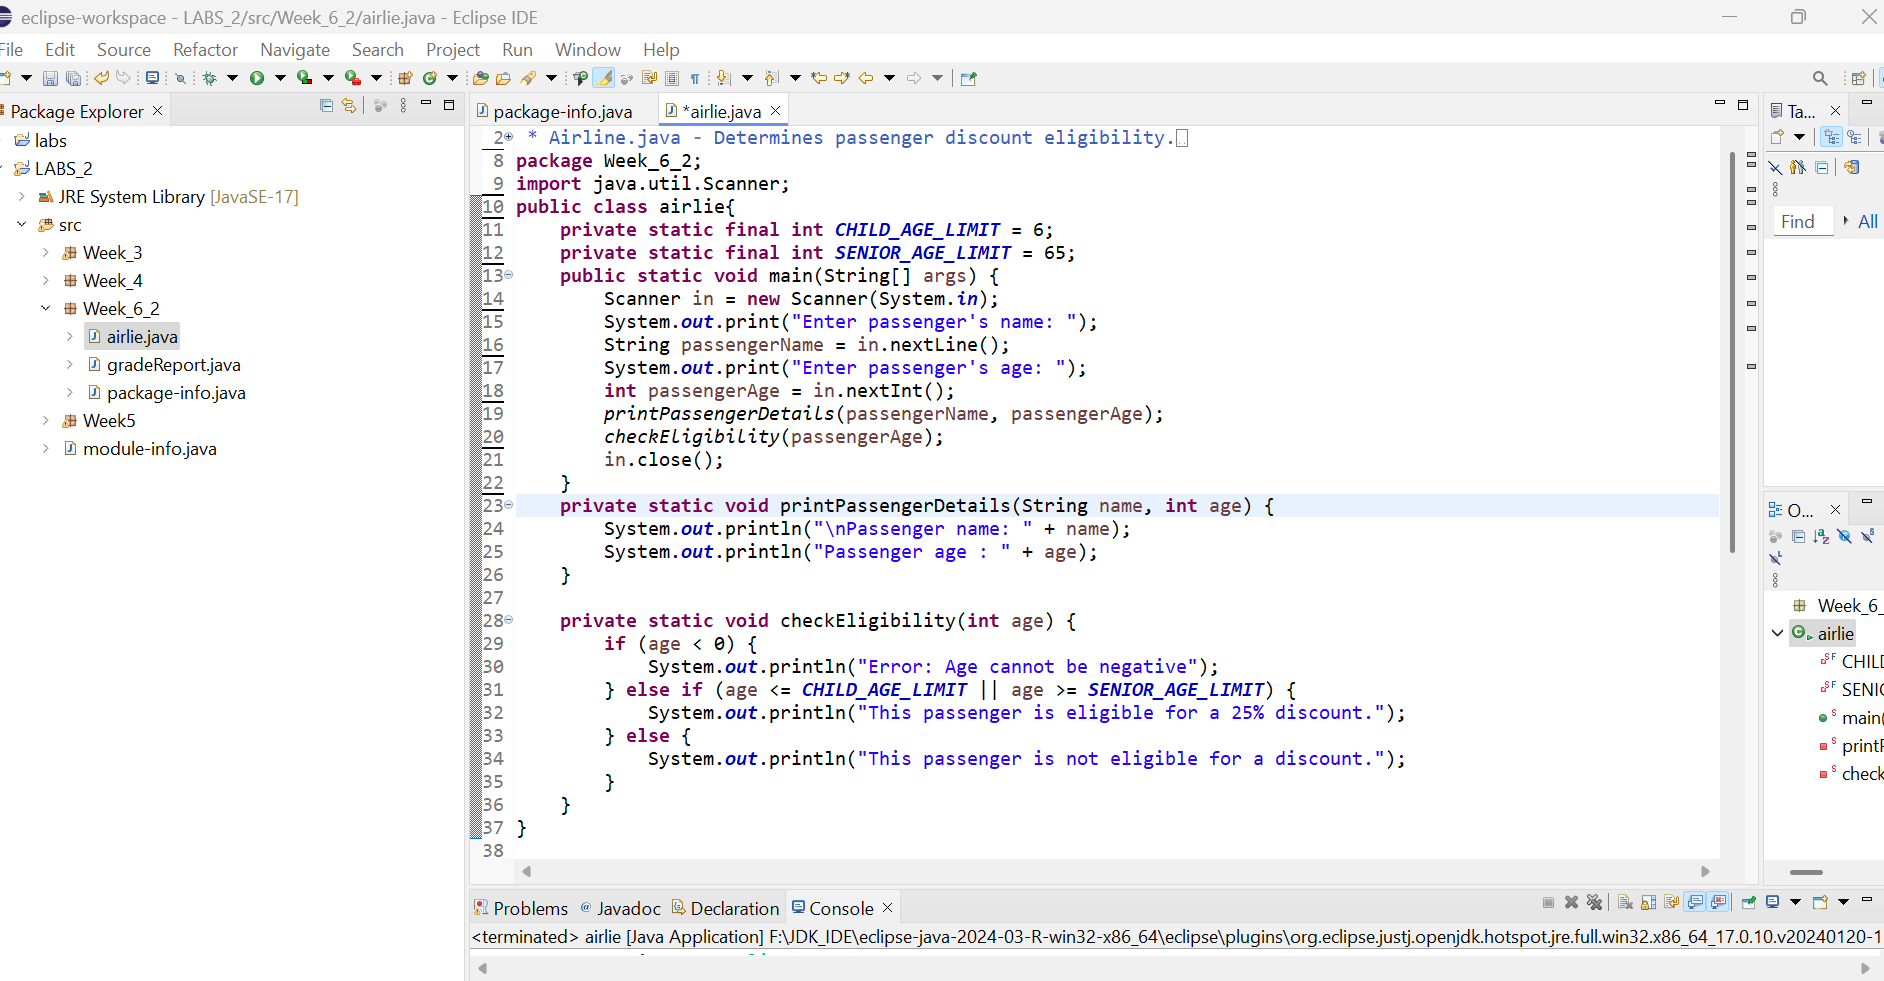 eclipse-workspace - LABS_2/src/Week_6_2/airlie.java - Eclipse IDE
File Edit Source Refactor Navigate Search Project Run Window Help
Package Explorer
labs
LABS_2
JRE System Library [JavaSE-17]
src
Week_3
Week_4
Week_6_2
airlie.java
gradeReport.java
package-info.java
Week5
module-info.java
package-info.java *airlie.java
2 * Airline.java - Determines passenger discount eligibility.
8 package Week_6_2;
9 import java.util.Scanner;
10 public class airlie{
11 private static final int CHILD_AGE_LIMIT = 6;
12 private static final int SENIOR_AGE_LIMIT = 65;
13 public static void main(String[] args) {
14 Scanner in = new Scanner(System.in);
15 System.out.print("Enter passenger's name: ");
16 String passengerName = in.nextLine();
17 System.out.print("Enter passenger's age: ");
18 int passengerAge = in.nextInt();
19 printPassengerDetails(passengerName, passengerAge);
20 checkEligibility(passengerAge);
21 in.close();
22 }
23 private static void printPassengerDetails(String name, int age) {
24 System.out.println("\nPassenger name: " + name);
25 System.out.println("Passenger age : " + age);
26 }
27
28 private static void checkEligibility(int age) {
29 if (age < 0) {
30 System.out.println("Error: Age cannot be negative");
31 } else if (age <= CHILD_AGE_LIMIT || age >= SENIOR_AGE_LIMIT) {
32 System.out.println("This passenger is eligible for a 25% discount.");
33 } else {
34 System.out.println("This passenger is not eligible for a discount.");
35 }
36 }
37 }
38
Ta...
Find All
O...
Week_6_
airlie
CHIL
SENI
main(
print
check
Problems Javadoc Declaration Console
<terminated> airlie [Java Application] F:\JDK_IDE\eclipse-java-2024-03-R-win32-x86_64\eclipse\plugins\org.eclipse.justj.openjdk.hotspot.jre.full.win32.x86_64_17.0.10.v20240120-1